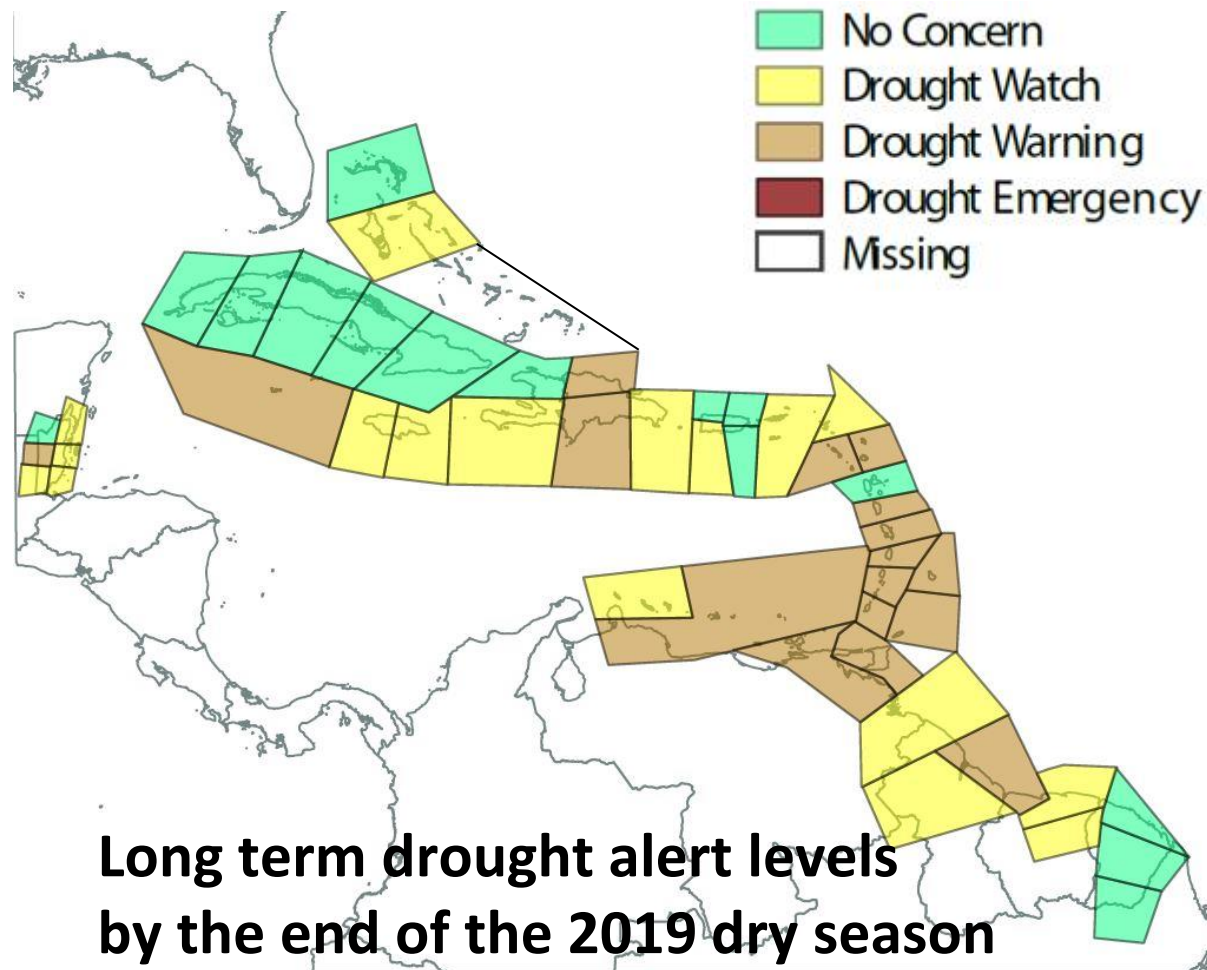 No Concern
Drought Watch
Drought Warning
Drought Emergency
Missing
Long term drought alert levels
by the end of the 2019 dry season